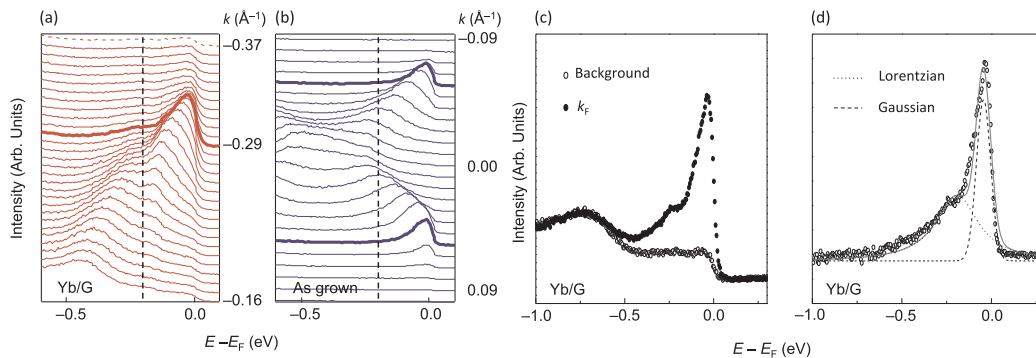 (a)
k (Å⁻¹)
−0.37
−0.29
−0.16
Yb/G
Intensity (Arb. Units)
−0.5
0.0
(b)
k (Å⁻¹)
−0.09
0.00
0.09
As grown
−0.5
0.0
E −E_F (eV)
(c)
Background
k_F
Intensity (Arb. Units)
Yb/G
−1.0
−0.5
0.0
(d)
Lorentzian
Gaussian
Yb/G
−1.0
−0.5
0.0
E −E_F (eV)